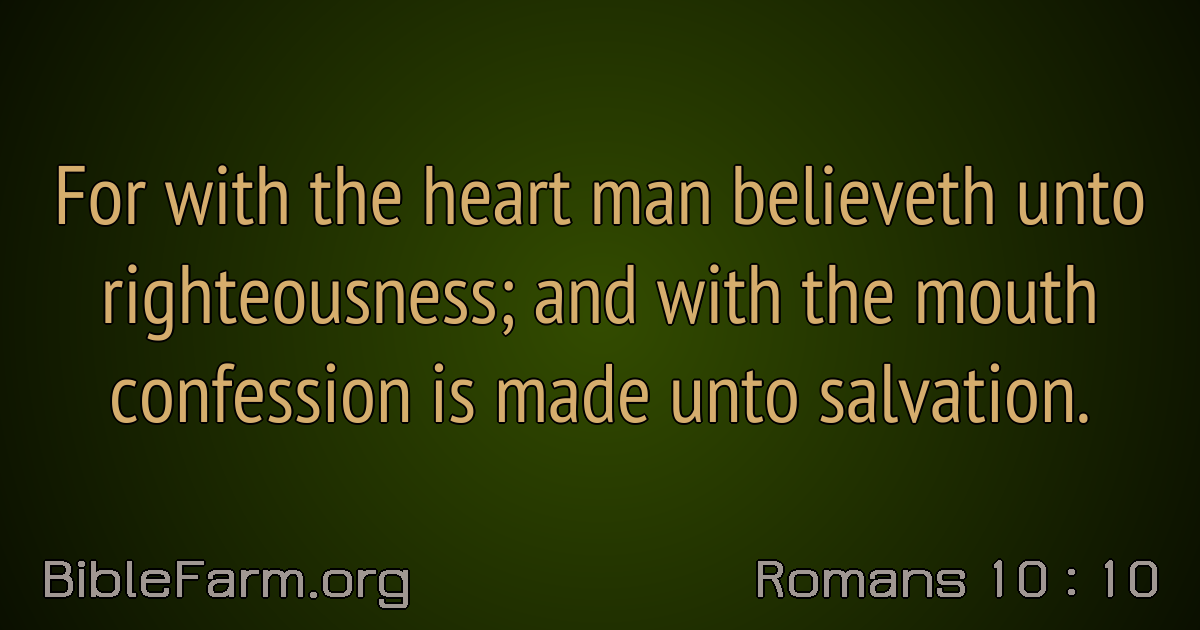 For with the heart man believeth unto
righteousness; and with the mouth
confession is made unto salvation.
BibleFarm.org
Romans 10 : 10